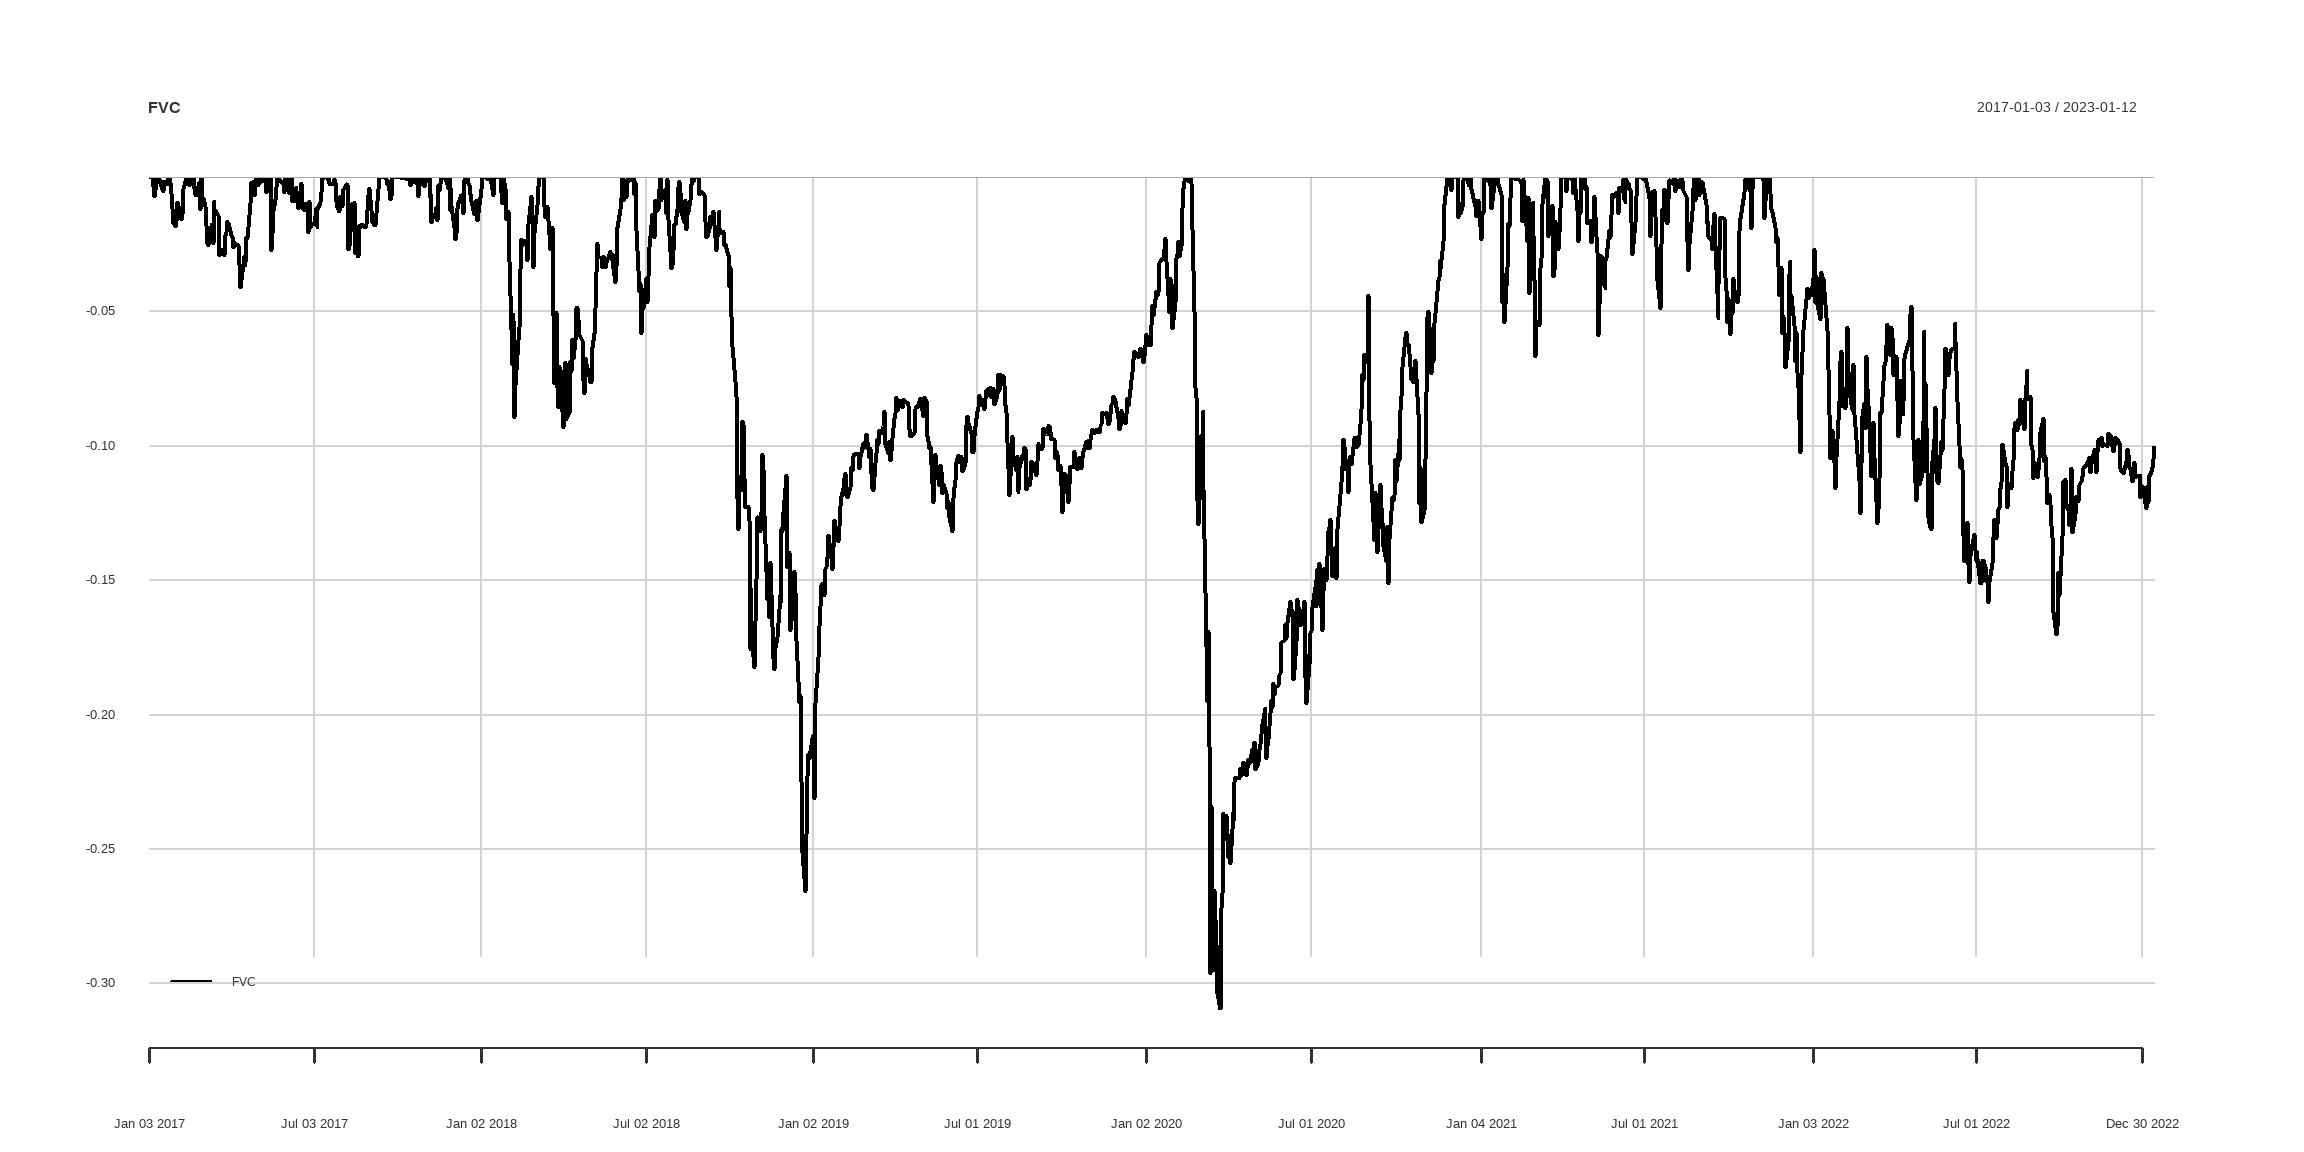 FVC
2017-01-03 / 2023-01-12
-0.05
-0.10
-0.15
-0.20
-0.25
-0.30
FVC
Jan 03 2017
Jul 03 2017
Jan 02 2018
Jul 02 2018
Jan 02 2019
Jul 01 2019
Jan 02 2020
Jul 01 2020
Jan 04 2021
Jul 01 2021
Jan 03 2022
Jul 01 2022
Dec 30 2022